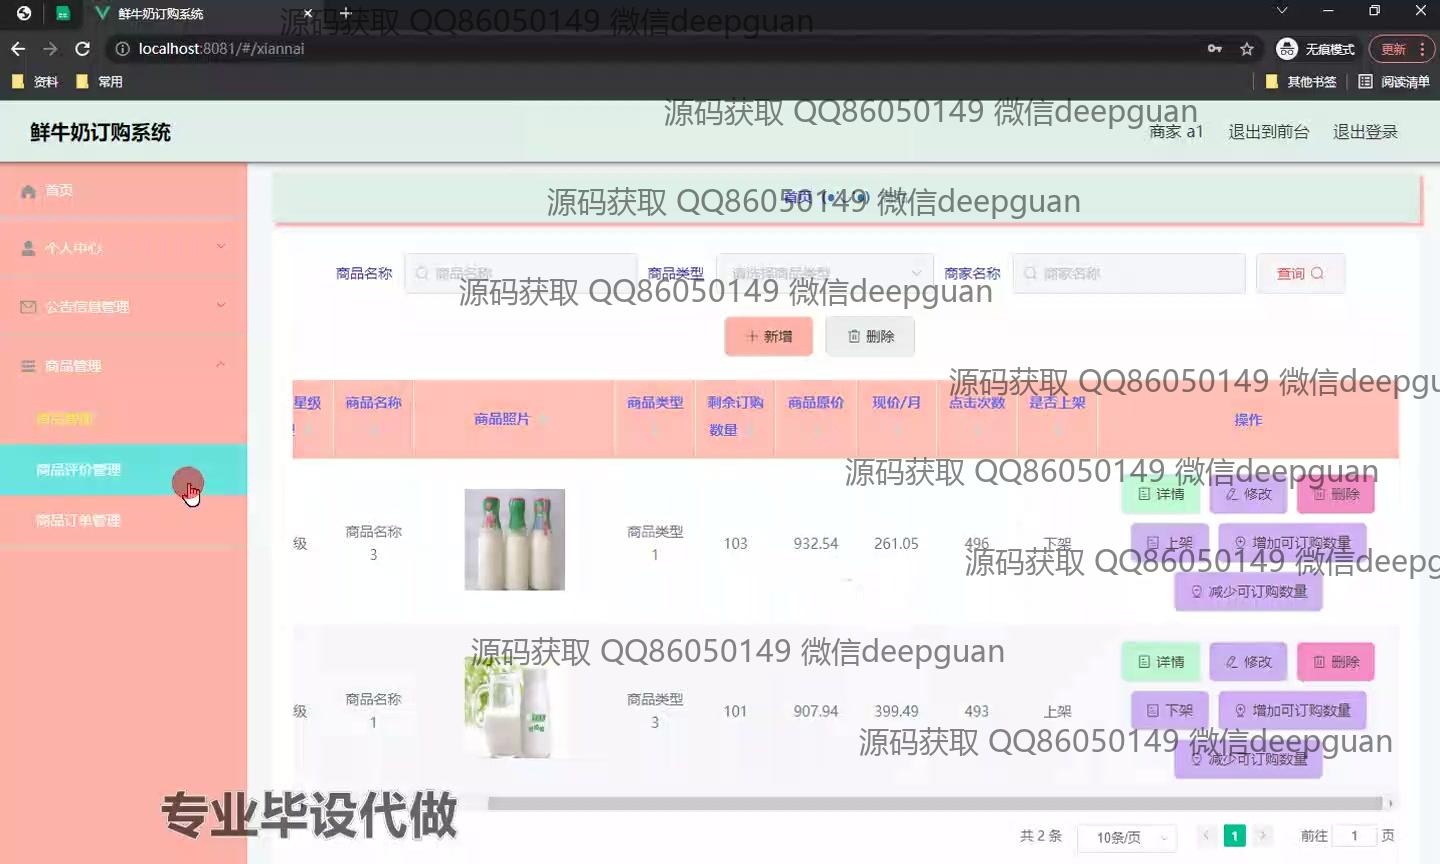 鲜牛奶订购系统
源码获取 QQ86050149 微信deepguan
localhost:8081/#/xiannai
无痕模式
更新
资料
常用
其他书签
阅读清单
鲜牛奶订购系统
源码获取 QQ86050149 微信deepguan
商家 a1
退出到前台
退出登录
首页
源码获取 QQ86050149 微信deepguan
首页
个人中心
商品名称
商品名称
商品类型
请选择商品类型
商家名称
商家名称
查询
源码获取 QQ86050149 微信deepguan
公告信息管理
新增
删除
商品管理
源码获取 QQ86050149 微信deepgu
星级
商品名称
商品照片
商品类型
剩余订购
数量
商品原价
现价/月
点击次数
是否上架
操作
商品管理
商品评价管理
商品订单管理
源码获取 QQ86050149 微信deepguan
级
商品名称
3
商品类型
1
103
932.54
261.05
496
下架
详情
修改
删除
上架
增加可订购数量
源码获取 QQ86050149 微信deepg
减少可订购数量
源码获取 QQ86050149 微信deepguan
级
商品名称
1
商品类型
3
101
907.94
399.49
493
上架
详情
修改
删除
下架
增加可订购数量
源码获取 QQ86050149 微信deepguan
减少可订购数量
专业毕设代做
共 2 条
10条/页
1
前往
1
页